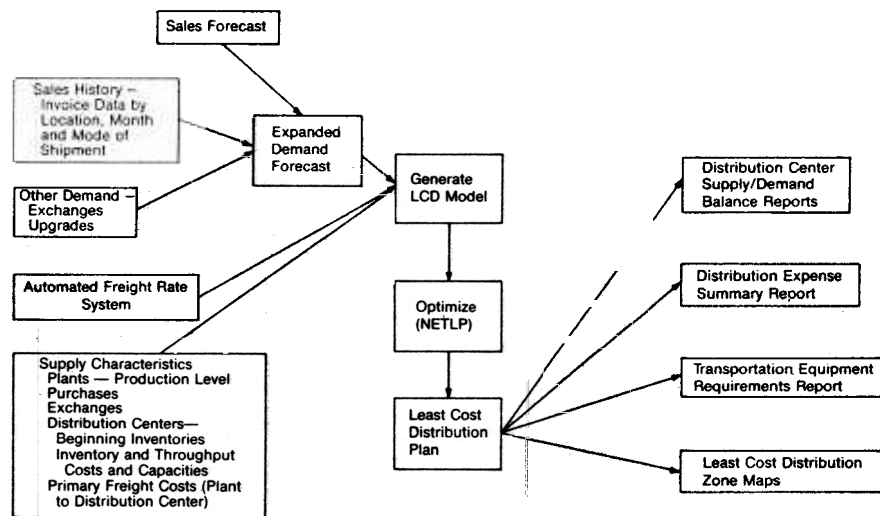 Sales Forecast
Sales History –
Invoice Data by
Location, Month
and Mode of
Shipment
Expanded
Demand
Forecast
Other Demand —
Exchanges
Upgrades
Automated Freight Rate
System
Supply Characteristics
Plants — Production Level
Purchases
Exchanges
Distribution Centers—
Beginning Inventories
Inventory and Throughput
Costs and Capacities
Primary Freight Costs (Plant
to Distribution Center)
Generate
LCD Model
Optimize
(NETLP)
Least Cost
Distribution
Plan
Distribution Center
Supply/Demand
Balance Reports
Distribution Expense
Summary Report
Transportation Equipment
Requirements Report
Least Cost Distribution
Zone Maps